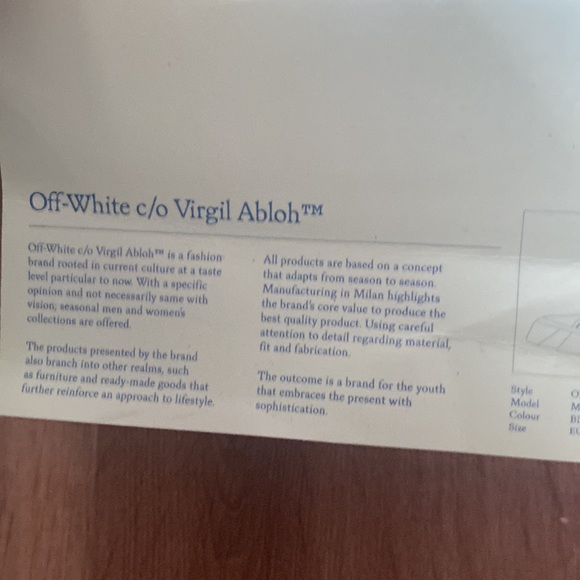 Off-White c/o Virgil Abloh™
Off-White c/o Virgil Abloh™ is a fashion
brand rooted in current culture at a taste
level particular to now. With a specific
opinion and not necessarily same with
vision, seasonal men and women's
collections are offered.
The products presented by the brand
also branch into other realms, such
as furniture and ready-made goods that
further reinforce an approach to lifestyle.
All products are based on a concept
that adapts from season to season.
Manufacturing in Milan highlights
the brand's core value to produce the
best quality product. Using careful
attention to detail regarding material,
fit and fabrication.
The outcome is a brand for the youth
that embraces the present with
sophistication.
Style
Model
Colour
Size